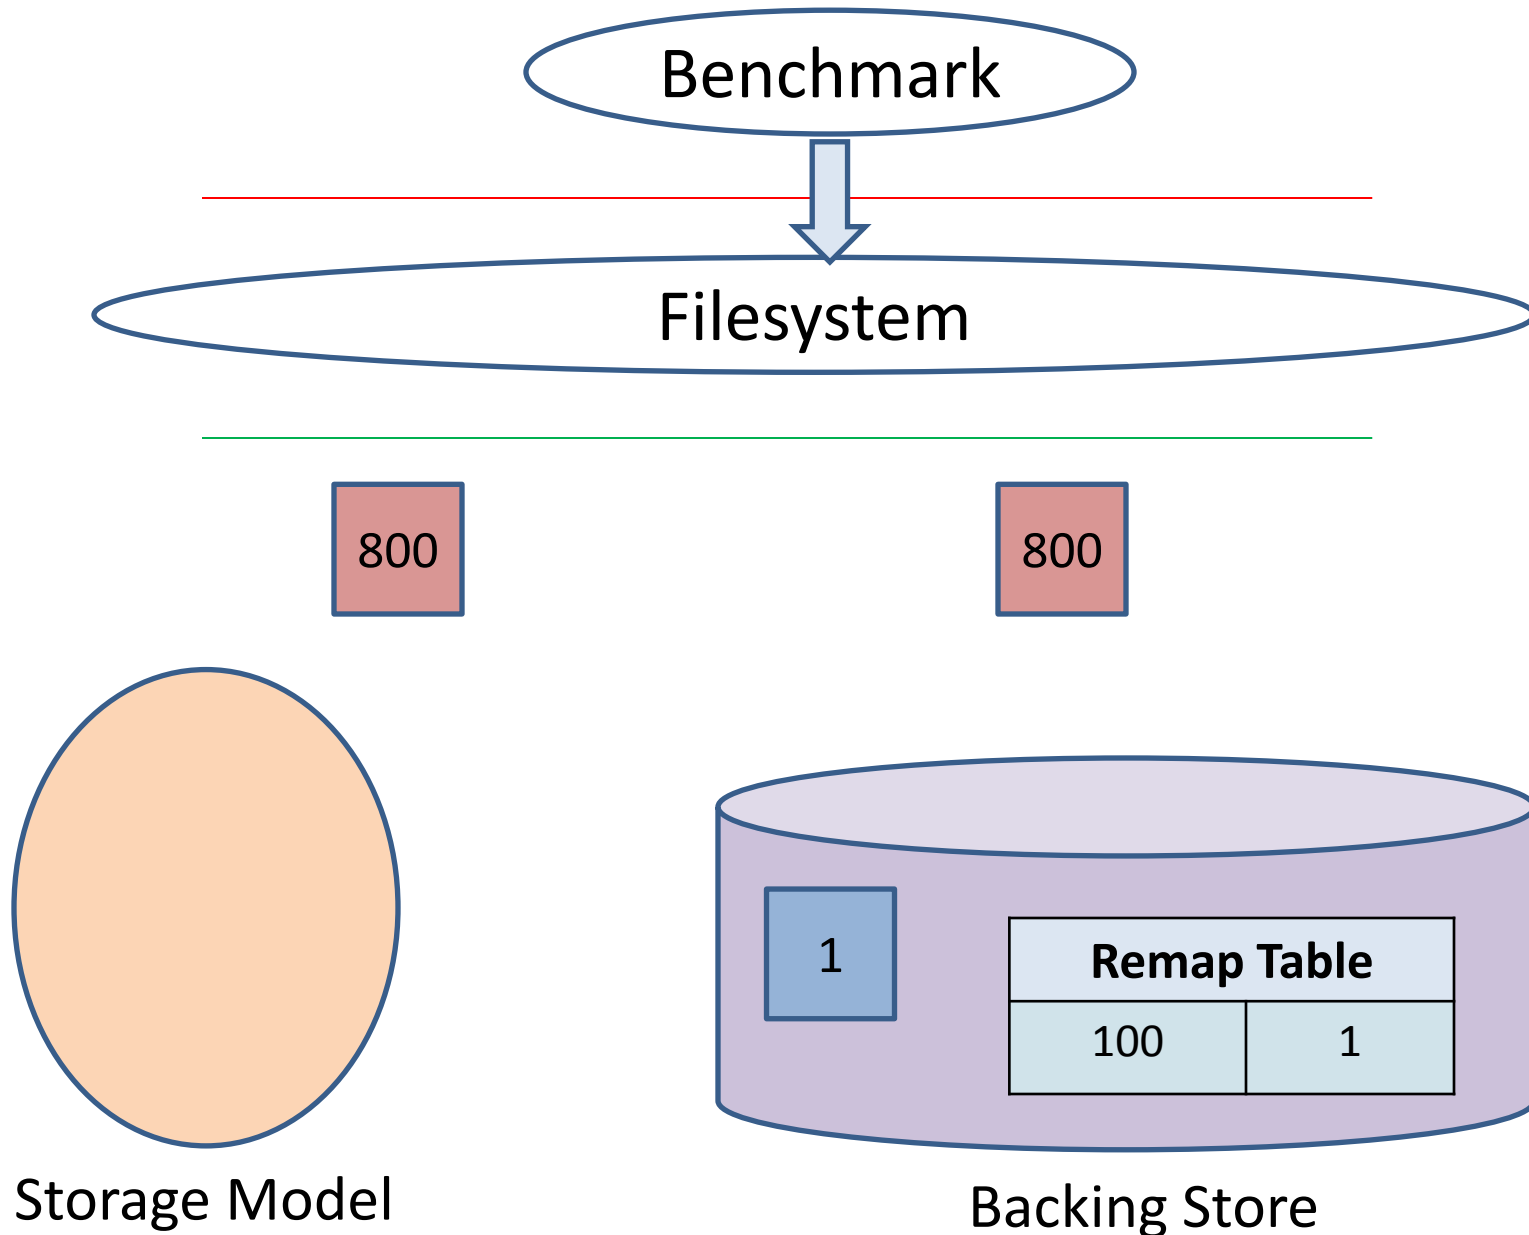 Benchmark
Filesystem
800
800
1
Remap Table
100 1
Storage Model
Backing Store